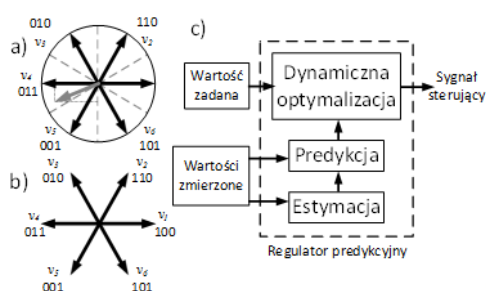 a)
010
v₃
110
v₂
v₄
011
v₅
001
v₆
101
b)
v₃
010
v₂
110
v₄
011
v₁
100
v₅
001
v₆
101
c)
Wartość
zadana
Dynamiczna
optymalizacja
Sygnał
sterujący
Wartości
zmierzone
Predykcja
Estymacja
Regulator predykcyjny